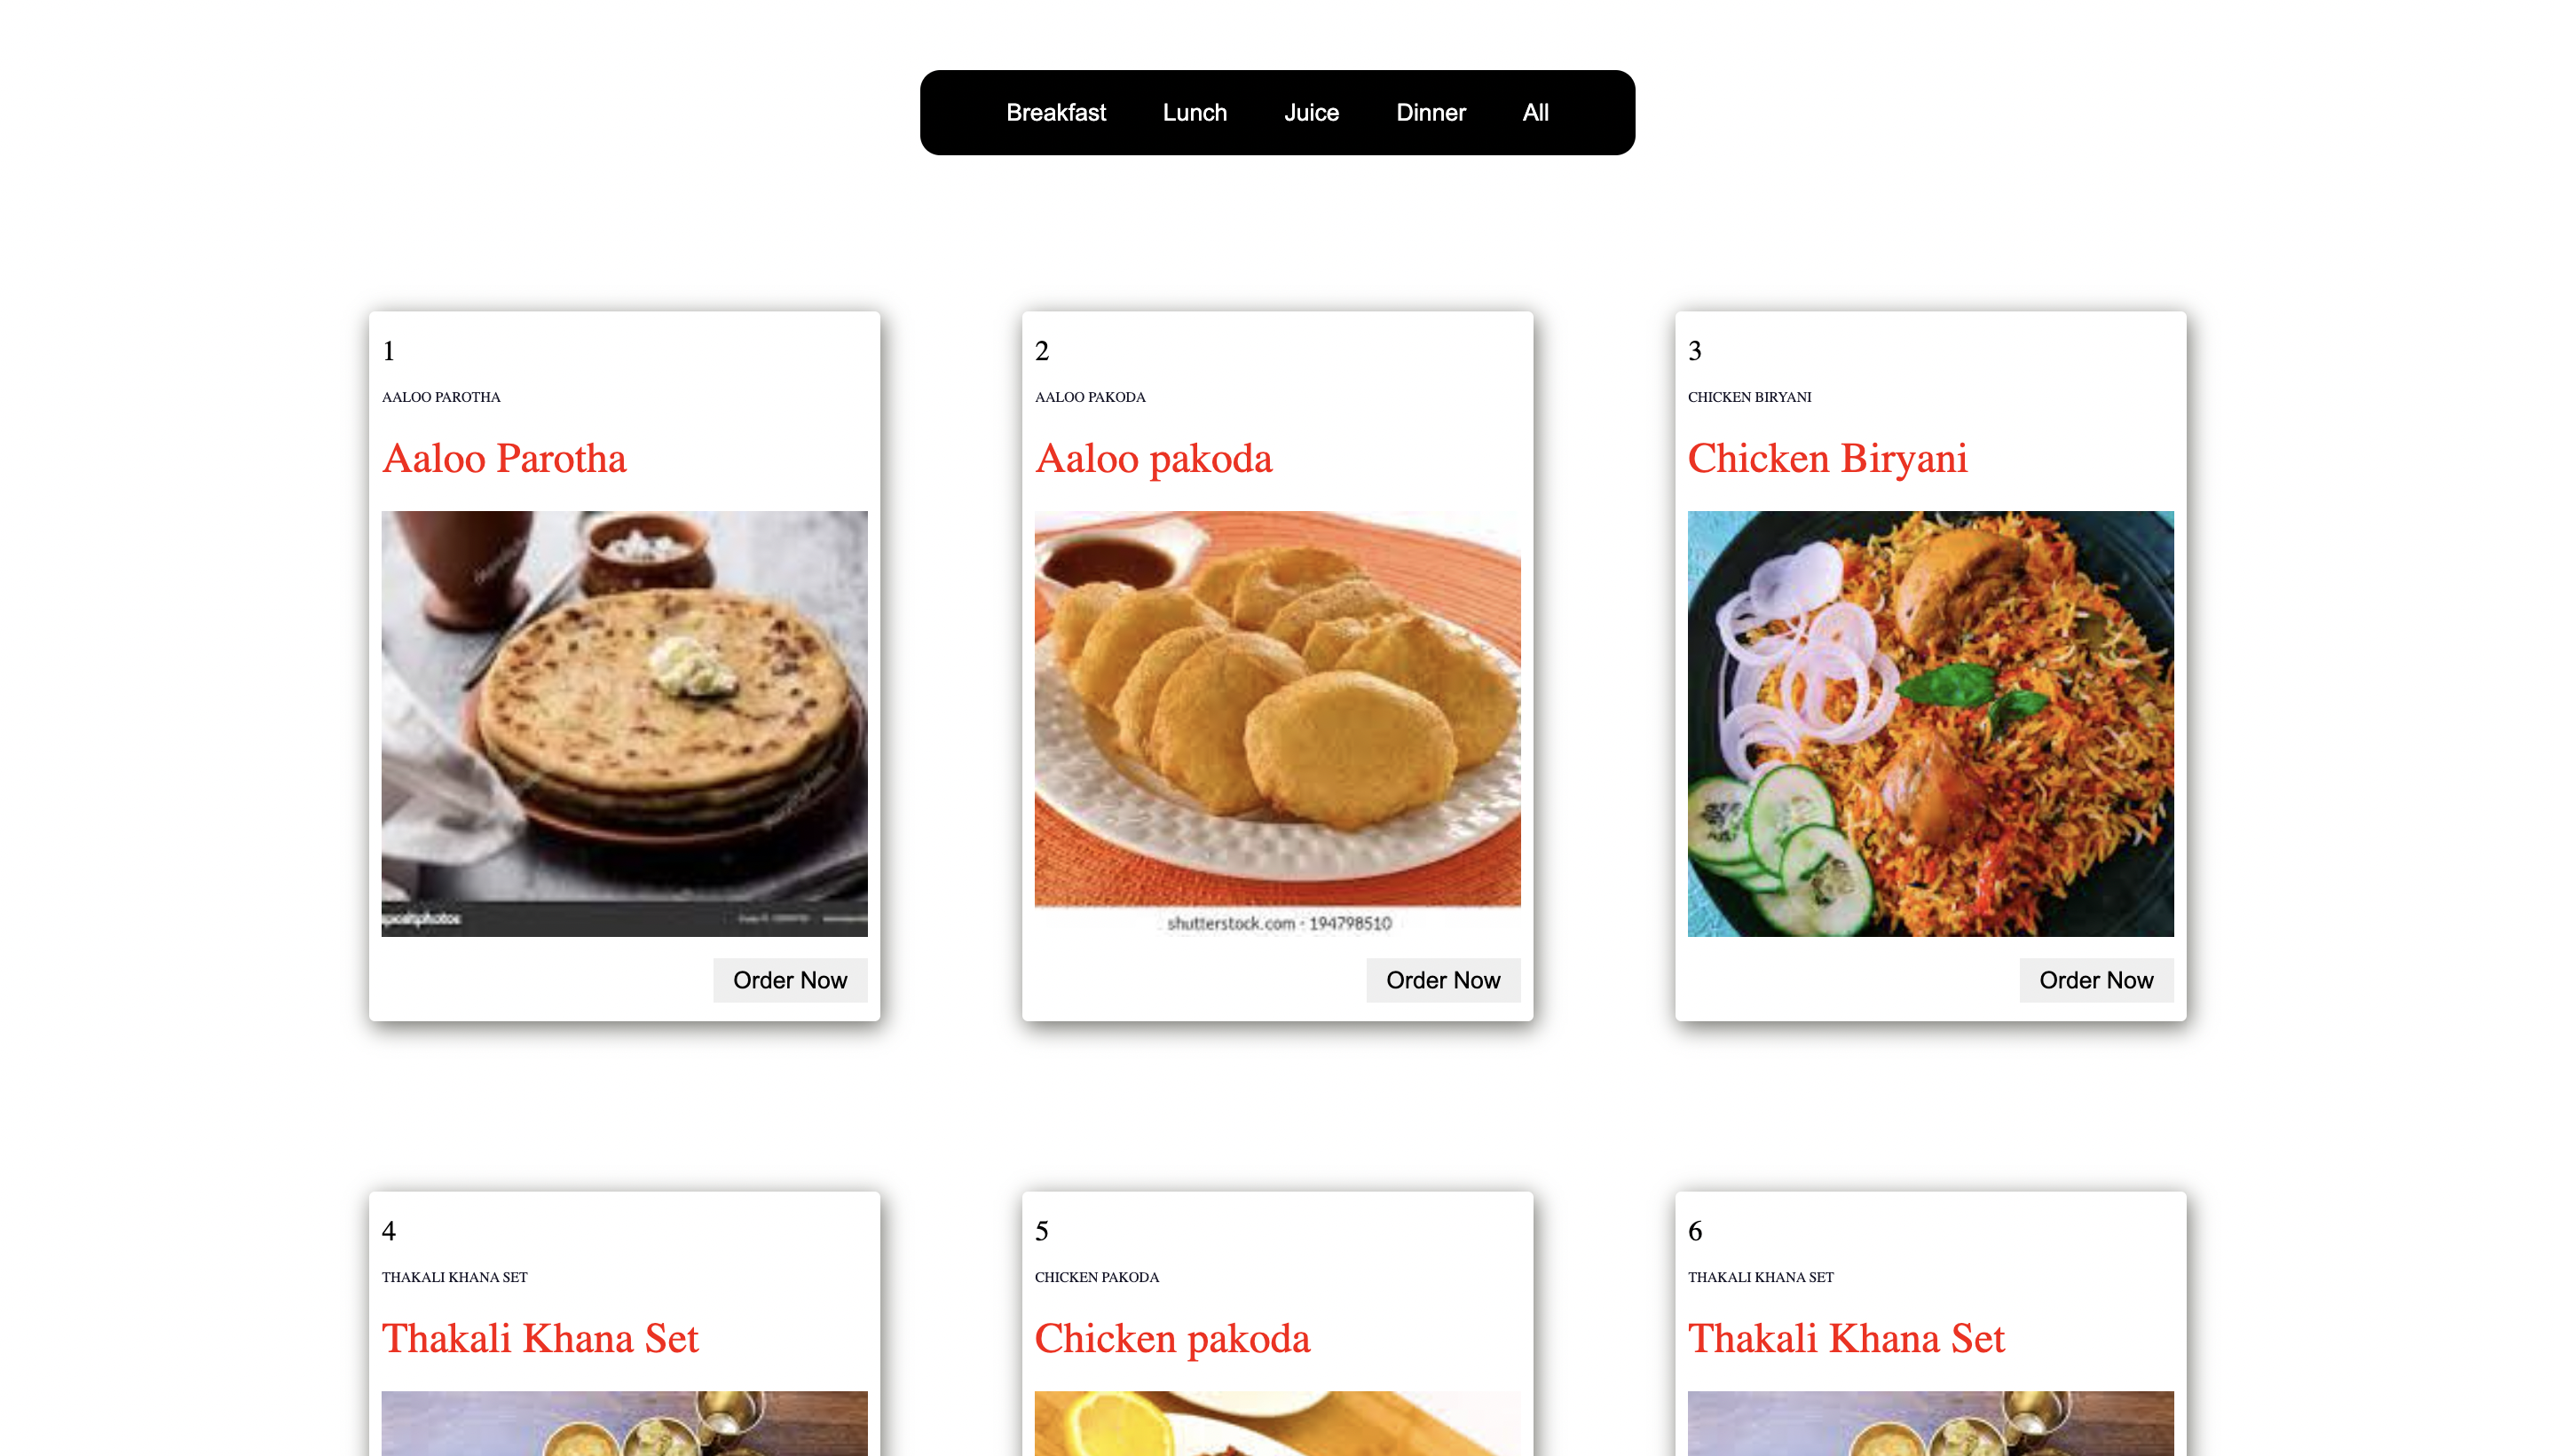 Breakfast Lunch Juice Dinner All
1
AALOO PAROTHA
Aaloo Parotha
Order Now
2
AALOO PAKODA
Aaloo pakoda
shutterstock.com · 194798510
Order Now
3
CHICKEN BIRYANI
Chicken Biryani
Order Now
4
THAKALI KHANA SET
Thakali Khana Set
5
CHICKEN PAKODA
Chicken pakoda
6
THAKALI KHANA SET
Thakali Khana Set